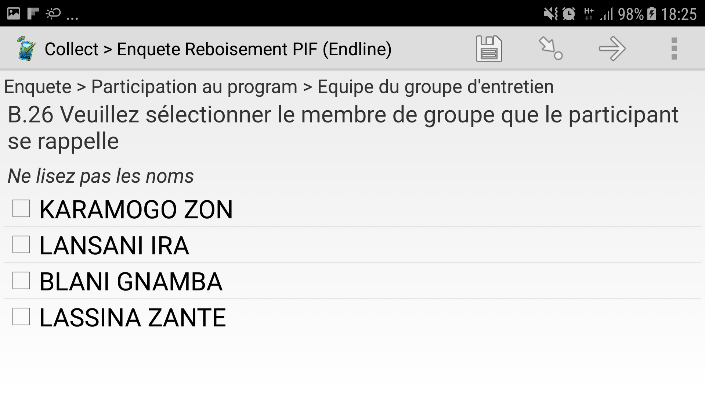 ... 98% 18:25
Collect > Enquete Reboisement PIF (Endline)
Enquete > Participation au program > Equipe du groupe d'entretien
B.26 Veuillez sélectionner le membre de groupe que le participant
se rappelle
Ne lisez pas les noms
KARAMOGO ZON
LANSANI IRA
BLANI GNAMBA
LASSINA ZANTE